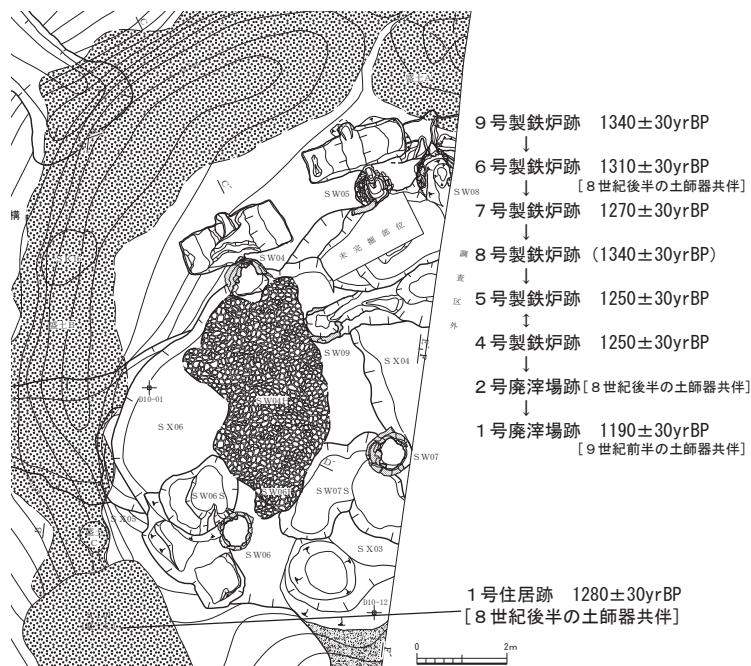 9号製鉄炉跡 1340±30yrBP
↓
6号製鉄炉跡 1310±30yrBP
↓ [8世紀後半の土師器共伴]
7号製鉄炉跡 1270±30yrBP
↓
8号製鉄炉跡 (1340±30yrBP)
↓
5号製鉄炉跡 1250±30yrBP
↕
4号製鉄炉跡 1250±30yrBP
↓
2号廃滓場跡[8世紀後半の土師器共伴]
↓
1号廃滓場跡 1190±30yrBP
[9世紀前半の土師器共伴]
1号住居跡 1280±30yrBP
[8世紀後半の土師器共伴]
SW05
SW08
未完掘部位
調査区外
SW04
SW09
SX04
D10-01
SX06
SW07
SW06S
SW07S
SX05
SW06
SX03
D10-12
0 2m